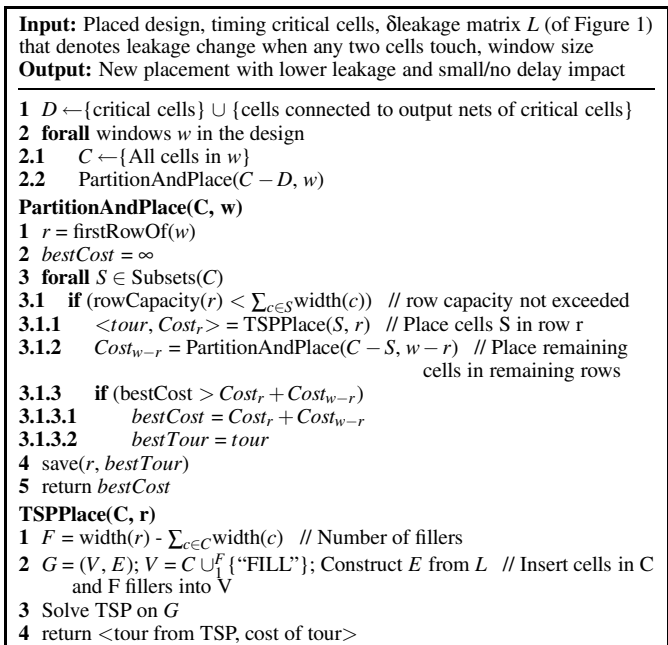 Input: Placed design, timing critical cells, δleakage matrix L (of Figure 1)
that denotes leakage change when any two cells touch, window size
Output: New placement with lower leakage and small/no delay impact
1 D ←{critical cells} ∪ {cells connected to output nets of critical cells}
2 forall windows w in the design
2.1 C ←{All cells in w}
2.2 PartitionAndPlace(C − D, w)
PartitionAndPlace(C, w)
1 r = firstRowOf(w)
2 bestCost = ∞
3 forall S ∈ Subsets(C)
3.1 if (rowCapacity(r) < ∑c∈S width(c)) // row capacity not exceeded
3.1.1 <tour, Cost_r> = TSPPlace(S, r) // Place cells S in row r
3.1.2 Cost_w−r = PartitionAndPlace(C − S, w − r) // Place remaining
cells in remaining rows
3.1.3 if (bestCost > Cost_r + Cost_w−r)
3.1.3.1 bestCost = Cost_r + Cost_w−r
3.1.3.2 bestTour = tour
4 save(r, bestTour)
5 return bestCost
TSPPlace(C, r)
1 F = width(r) - ∑c∈C width(c) // Number of fillers
2 G = (V, E); V = C ∪_1^F {“FILL”}; Construct E from L // Insert cells in C
and F fillers into V
3 Solve TSP on G
4 return <tour from TSP, cost of tour>